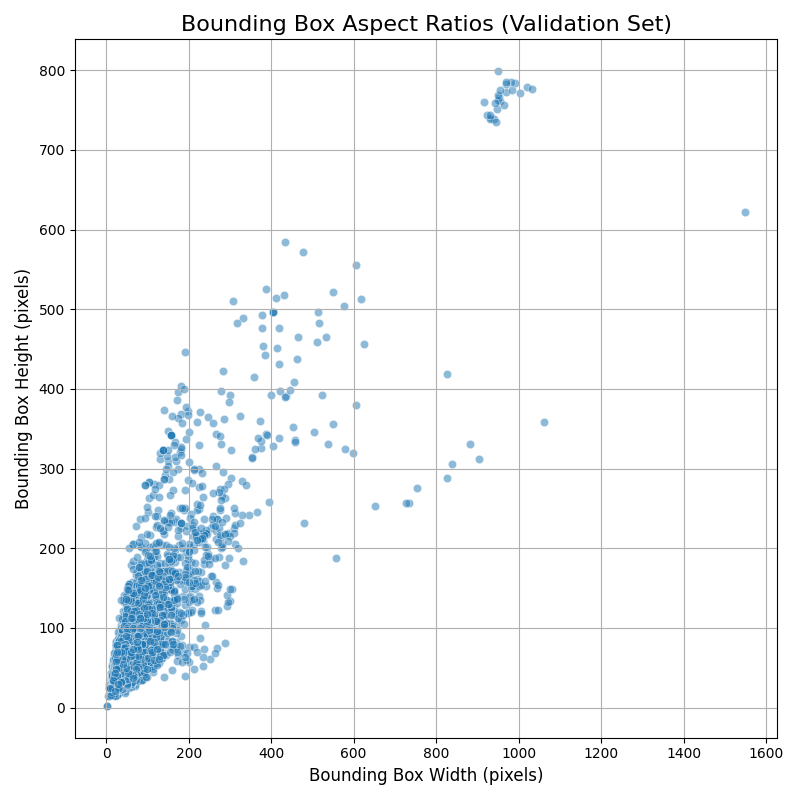 Bounding Box Aspect Ratios (Validation Set)
800
700
600
500
400
300
200
100
0
Bounding Box Height (pixels)
0 200 400 600 800 1000 1200 1400 1600
Bounding Box Width (pixels)